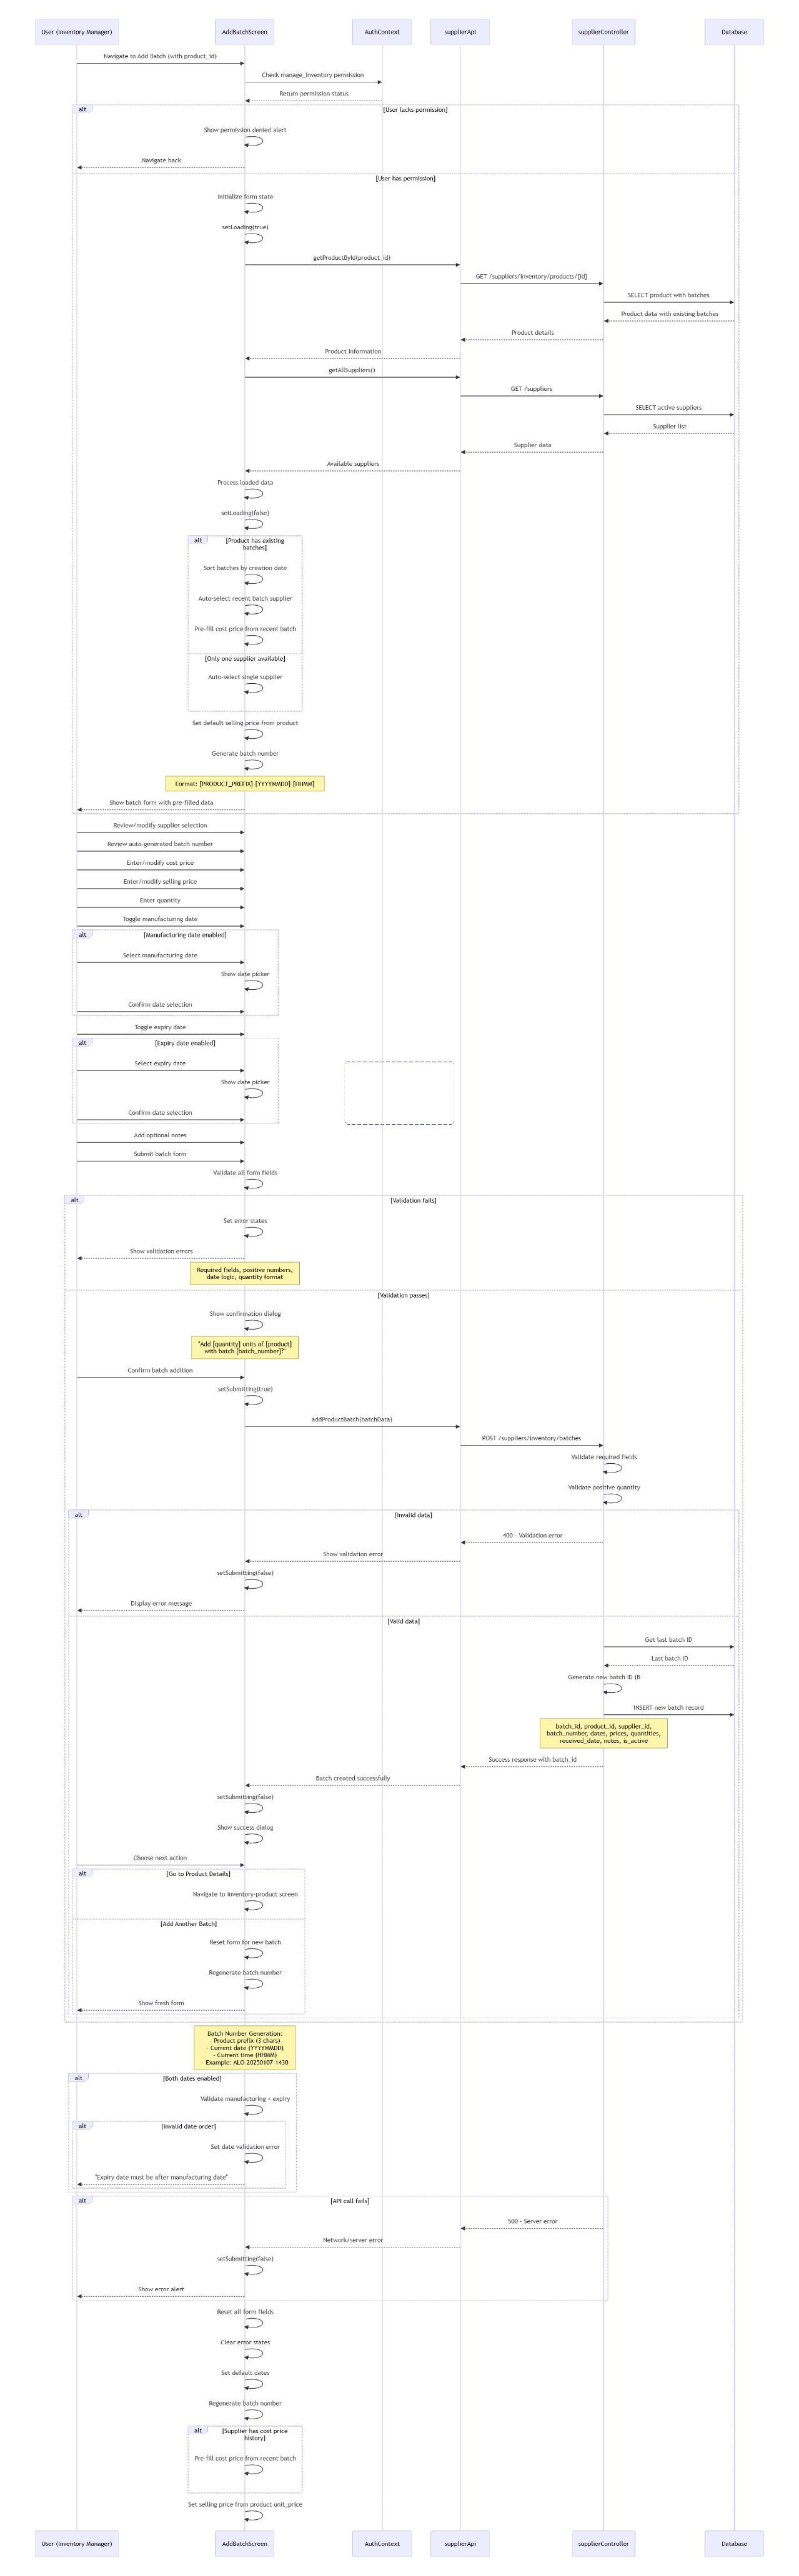 User (Inventory Manager)
AddBatchScreen
AuthContext
supplierApi
supplierController
Database
Navigate to Add Batch (with product_id)
Check manage_inventory permission
Return permission status
alt
[User lacks permission]
Show permission denied alert
Navigate back
[User has permission]
Initialize form state
setLoading(true)
getProductById(product_id)
GET /suppliers/inventory/products/{id}
SELECT product with batches
Product data with existing batches
Product details
Product information
getAllSuppliers()
GET /suppliers
SELECT active suppliers
Supplier list
Supplier data
Available suppliers
Process loaded data
setLoading(false)
alt
[Product has existing
batches]
Sort batches by creation date
Auto-select recent batch supplier
Pre-fill cost price from recent batch
[Only one supplier available]
Auto-select single supplier
Set default selling price from product
Generate batch number
Format: [PRODUCT_PREFIX]-[YYYYMMDD]-[HHMM]
Show batch form with pre-filled data
Review/modify supplier selection
Review auto-generated batch number
Enter/modify cost price
Enter/modify selling price
Enter quantity
Toggle manufacturing date
alt
[Manufacturing date enabled]
Select manufacturing date
Show date picker
Confirm date selection
Toggle expiry date
alt
[Expiry date enabled]
Select expiry date
Show date picker
Confirm date selection
Add optional notes
Submit batch form
Validate all form fields
alt
[Validation fails]
Set error states
Show validation errors
Required fields, positive numbers,
date logic, quantity format
[Validation passes]
Show confirmation dialog
"Add [quantity] units of [product]
with batch [batch_number]?"
Confirm batch addition
setSubmitting(true)
addProductBatch(batchData)
POST /suppliers/inventory/batches
Validate required fields
Validate positive quantity
alt
[Invalid data]
400 - Validation error
Show validation error
setSubmitting(false)
Display error message
[Valid data]
Get last batch ID
Last batch ID
Generate new batch ID (B
INSERT new batch record
batch_id, product_id, supplier_id,
batch_number, dates, prices, quantities,
received_date, notes, is_active
Success response with batch_id
Batch created successfully
setSubmitting(false)
Show success dialog
Choose next action
alt
[Go to Product Details]
Navigate to inventory-product screen
[Add Another Batch]
Reset form for new batch
Regenerate batch number
Show fresh form
Batch Number Generation:
- Product prefix (3 chars)
- Current date (YYYYMMDD)
- Current time (HHMM)
- Example: ALO-20250107-1430
alt
[Both dates enabled]
Validate manufacturing < expiry
alt
[Invalid date order]
Set date validation error
"Expiry date must be after manufacturing date"
alt
[API call fails]
500 - Server error
Network/server error
setSubmitting(false)
Show error alert
Reset all form fields
Clear error states
Set default dates
Regenerate batch number
alt
[Supplier has cost price
history]
Pre-fill cost price from recent batch
Set selling price from product unit_price
User (Inventory Manager)
AddBatchScreen
AuthContext
supplierApi
supplierController
Database